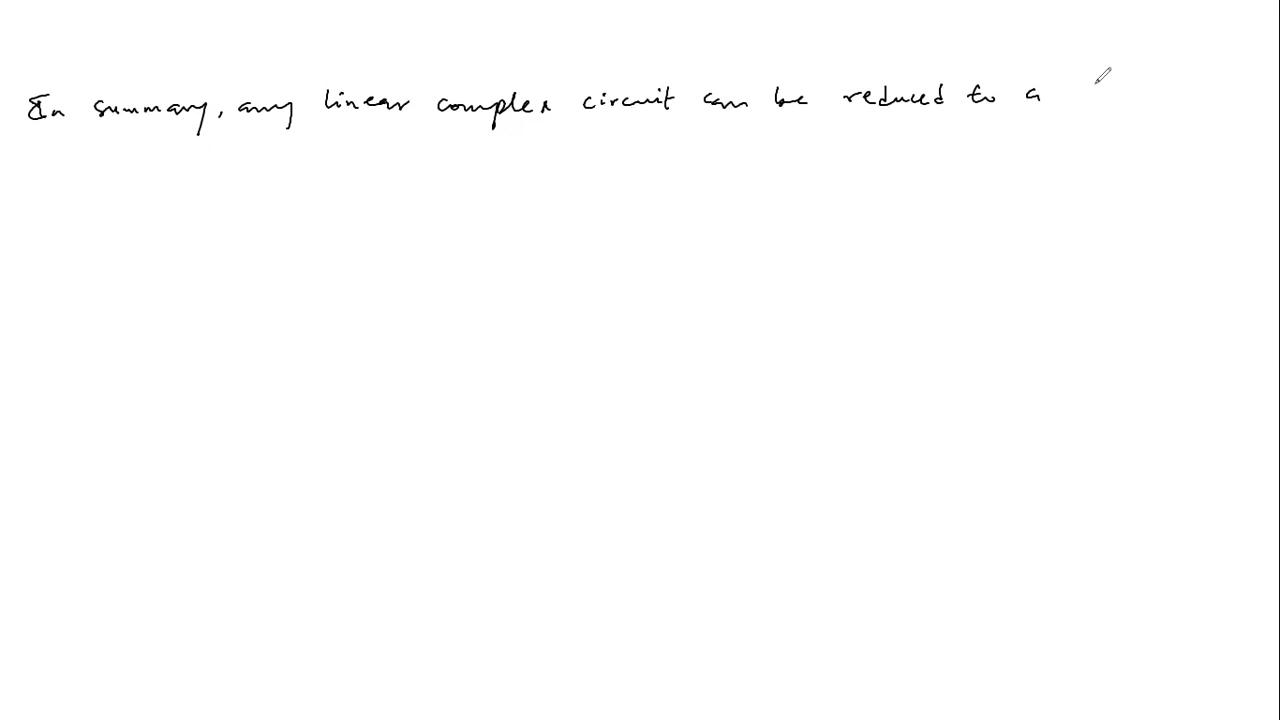 In summary, any linear complex circuit can be reduced to a